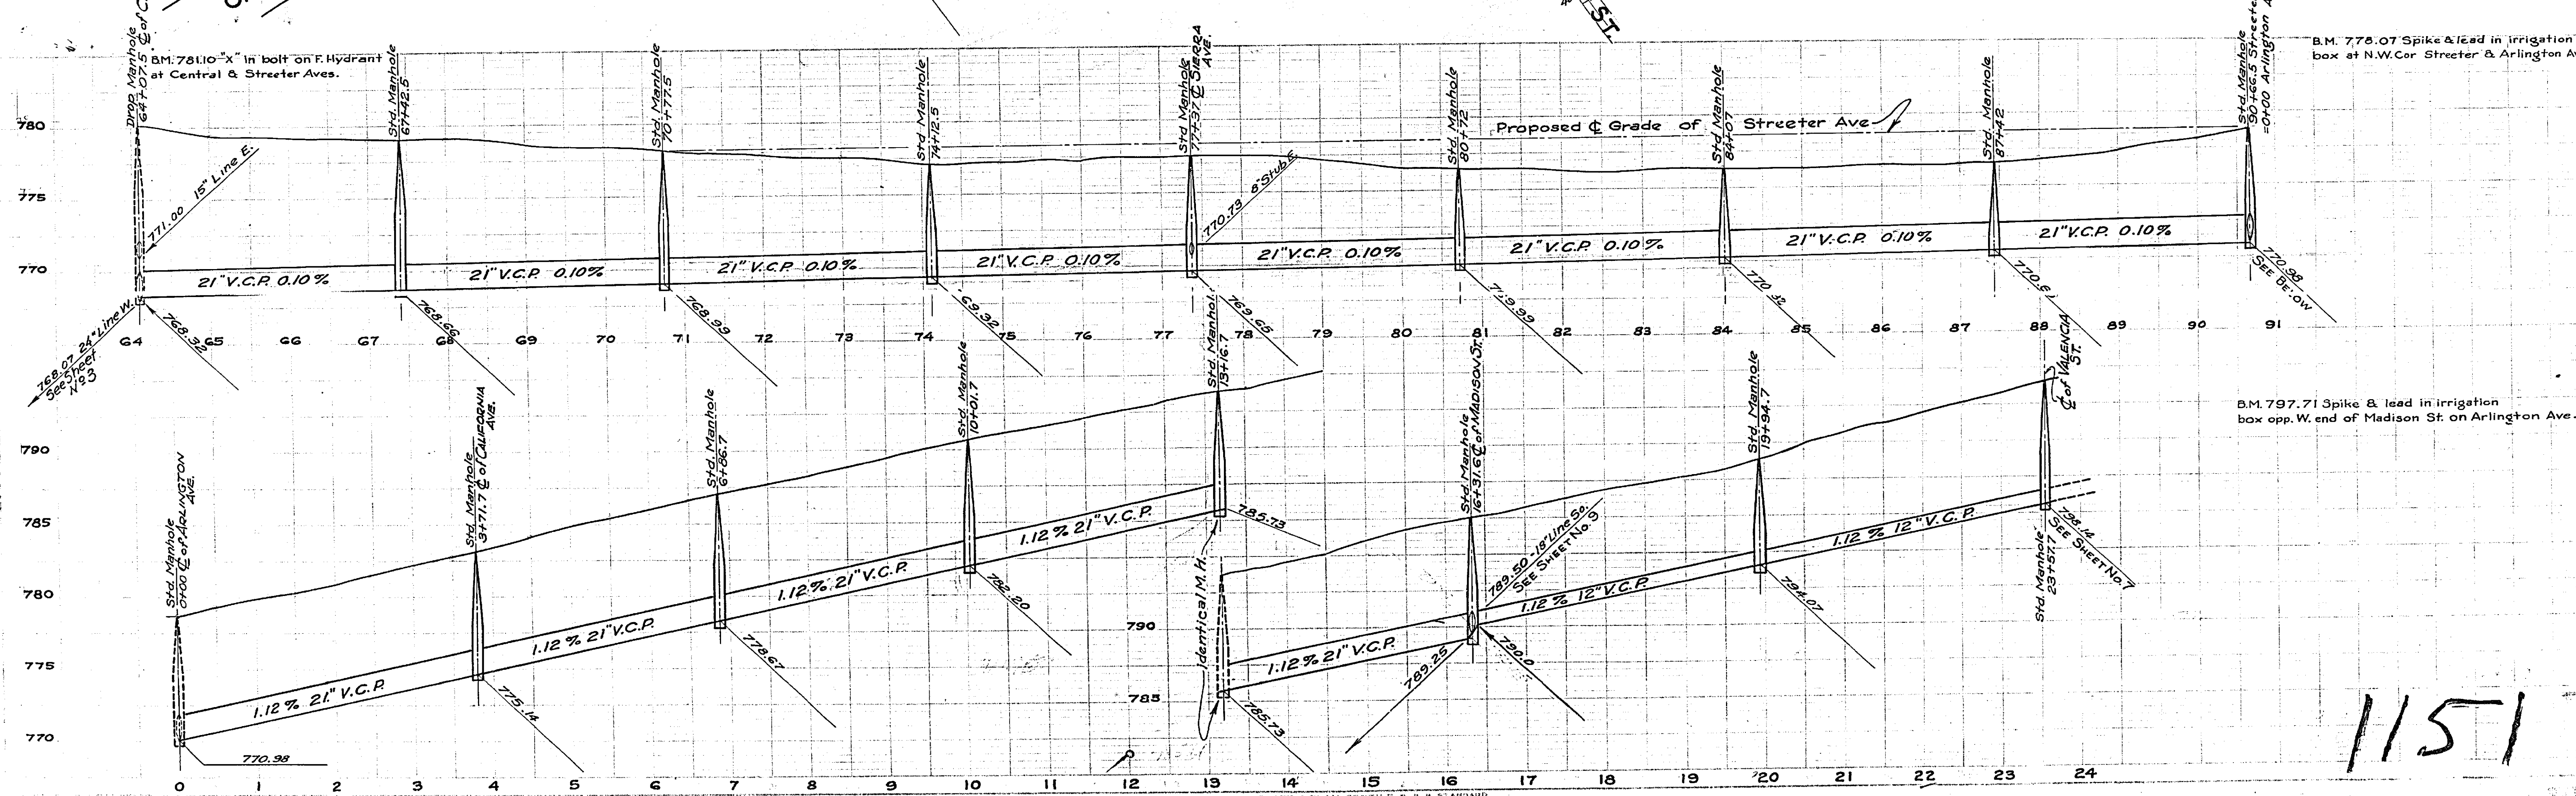 ST.
B.M. 781.10 "X" in bolt on F. Hydrant
at Central & Streeter Aves.
B.M. 778.07 Spike & lead in irrigation
box at N.W. Cor Streeter & Arlington
Drop Manhole
64+07.5 ℄ of
Std. Manhole
67+42.5
Std. Manhole
70+77.5
Std. Manhole
74+12.5
Std. Manhole
77+37 ℄ SIERRA
AVE.
Std. Manhole
80+72
Std. Manhole
84+07
Std. Manhole
87+42
Std. Manhole
90+66.5 Streeter
=0+00 Arlington
Proposed ℄ Grade of Streeter Ave
780
775
770
771.00 15" Line E.
770.73 8" Stub E.
21" V.C.P. 0.10%
21" V.C.P. 0.10%
21" V.C.P. 0.10%
21" V.C.P. 0.10%
21" V.C.P. 0.10%
21" V.C.P. 0.10%
21" V.C.P. 0.10%
21" V.C.P. 0.10%
768.07 24" Line W.
See Sheet
No 3
768.32
768.66
768.99
69.32
769.65
.99
770.32
770.61
770.98
SEE BELOW
64 65 66 67 68 69 70 71 72 73 74 75 76 77 78 79 80 81 82 83 84 85 86 87 88 89 90 91
Std. Manhole
0+00 ℄ of ARLINGTON
AVE.
Std. Manhole
3+71.7 ℄ of CALIFORNIA
AVE.
Std. Manhole
6+86.7
Std. Manhole
10+01.7
Std. Manhole
13+16.7
Std. Manhole
16+31.6 ℄ of MADISON ST.
Std. Manhole
19+94.7
℄ of VALENCIA
ST.
Std. Manhole
23+57.7
B.M. 797.71 Spike & lead in irrigation
box opp. W. end of Madison St. on Arlington Ave.
790
785
780
775
770
790
785
1.12% 21" V.C.P.
1.12% 21" V.C.P.
1.12% 21" V.C.P.
1.12% 21" V.C.P.
1.12% 21" V.C.P.
1.12% 12" V.C.P.
1.12% 12" V.C.P.
770.98
775.14
778.67
782.20
785.73
Identical M.H.
785.73
789.25
789.50 - 18" Line So.
SEE SHEET No. 9
790.0
794.07
798.14
SEE SHEET No. 7
0 1 2 3 4 5 6 7 8 9 10 11 12 13 14 15 16 17 18 19 20 21 22 23 24
1151